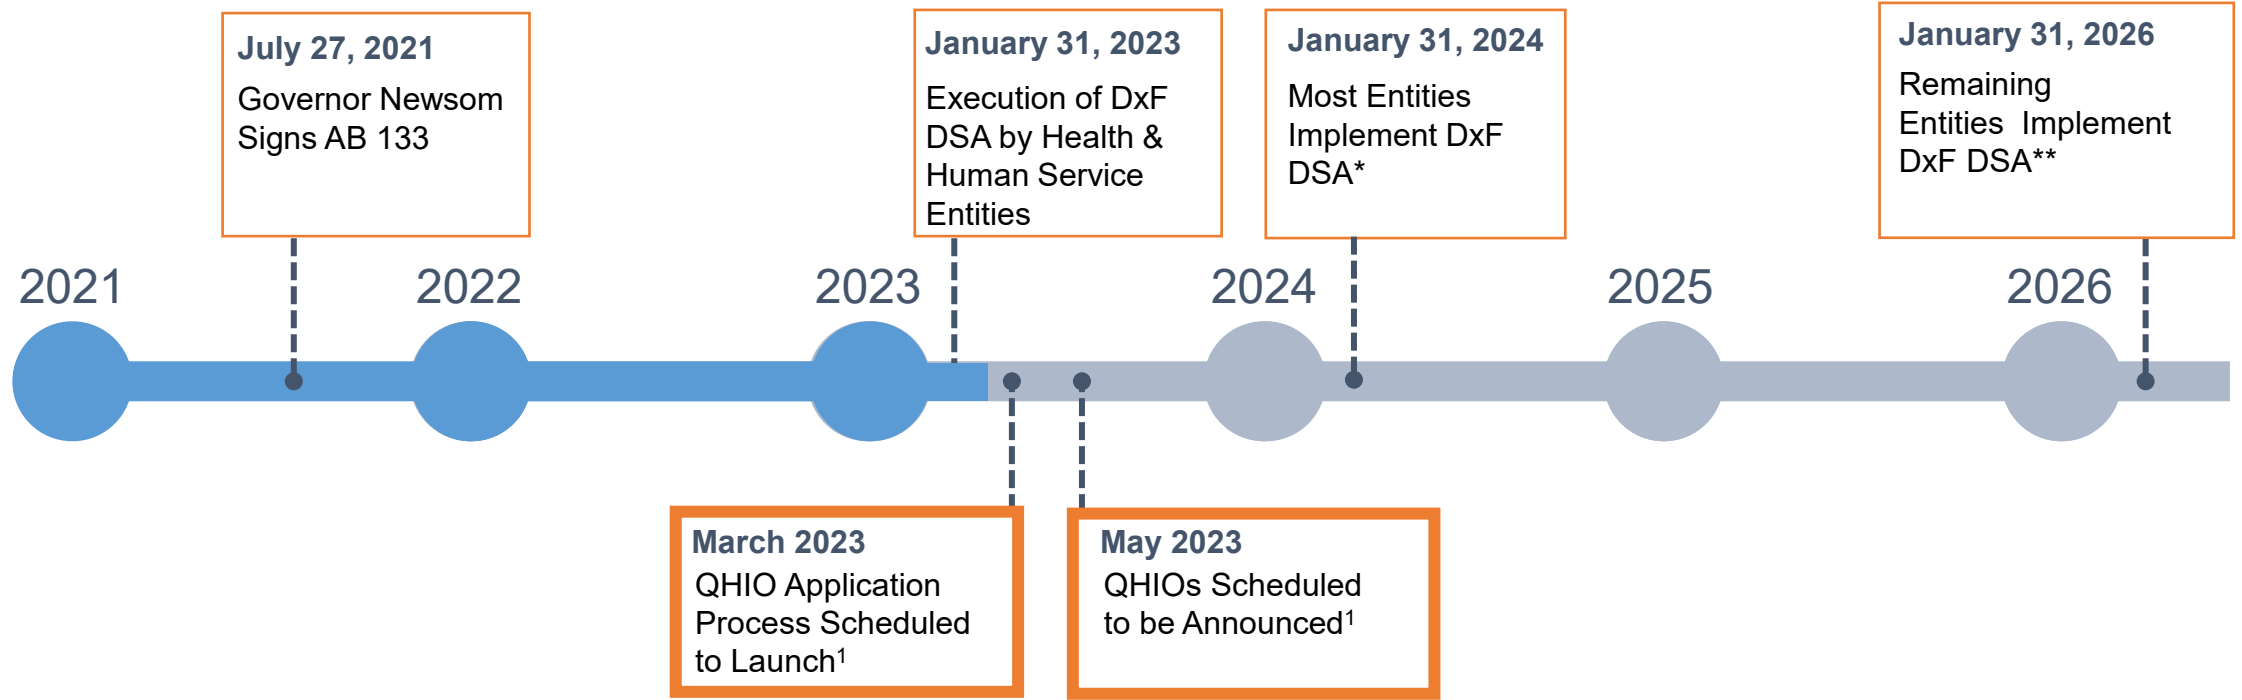 July 27, 2021
Governor Newsom
Signs AB 133
January 31, 2023
Execution of DxF
DSA by Health &
Human Service
Entities
January 31, 2024
Most Entities
Implement DxF
DSA*
January 31, 2026
Remaining
Entities  Implement
DxF DSA**
2021
2022
2023
2024
2025
2026
March 2023
QHIO Application
Process Scheduled
to Launch¹
May 2023
QHIOs Scheduled
to be Announced¹